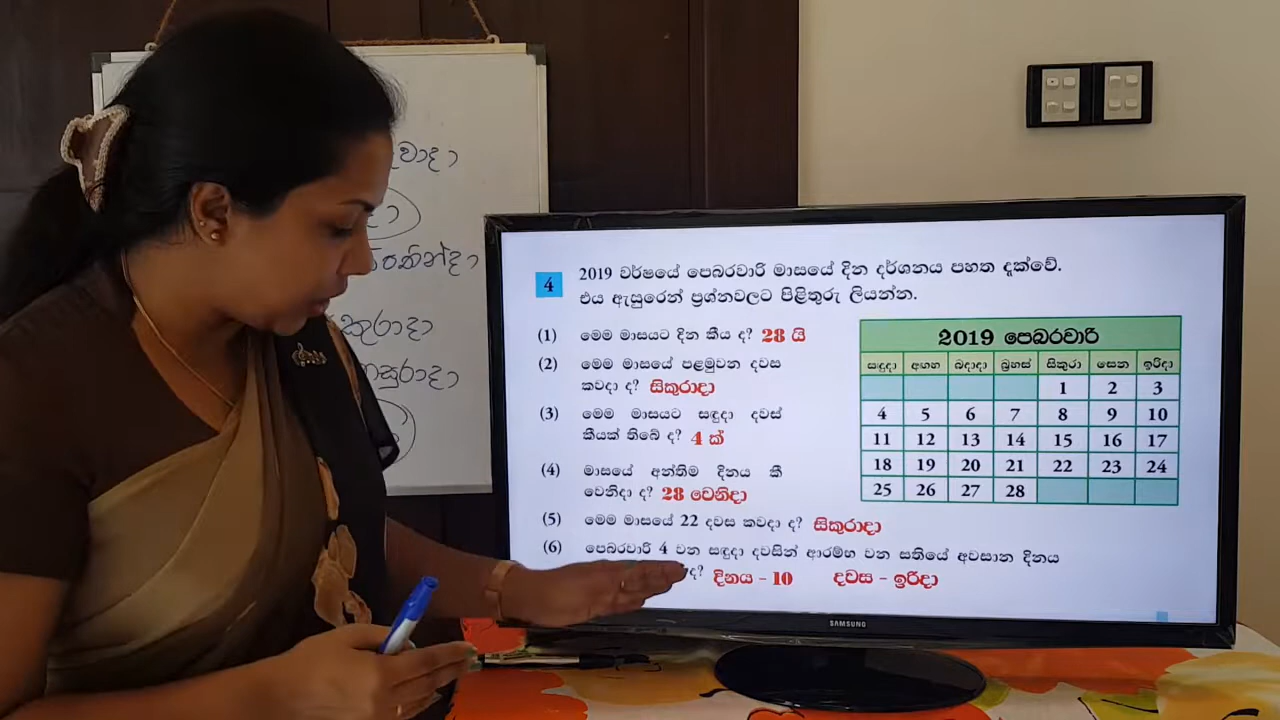 වාදා
දා
රතින්දා
කුරාදා
නසුරාදා
4
2019 වර්ෂයේ පෙබරවාරි මාසයේ දින දර්ශනය පහත දැක්වේ.
එය ඇසුරෙන් ප්‍රශ්නවලට පිළිතුරු ලියන්න.
(1) මෙම මාසයට දින කීය ද? 28 යි
(2) මෙම මාසයේ පළමුවන දවස
කවදා ද? සිකුරාදා
(3) මෙම මාසයට සඳුදා දවස්
කීයක් තිබේ ද? 4 ක්
(4) මාසයේ අන්තිම දිනය කී
වෙනිදා ද? 28 වෙනිදා
(5) මෙම මාසයේ 22 දවස කවදා ද? සිකුරාදා
(6) පෙබරවාරි 4 වන සඳුදා දවසින් ආරම්භ වන සතියේ අවසාන දිනය
ද? දිනය - 10 දවස - ඉරිදා
2019 පෙබරවාරි
සඳුදා අඟහ බදාදා බ්‍රහස් සිකුරා සෙන ඉරිදා
1 2 3
4 5 6 7 8 9 10
11 12 13 14 15 16 17
18 19 20 21 22 23 24
25 26 27 28
SAMSUNG